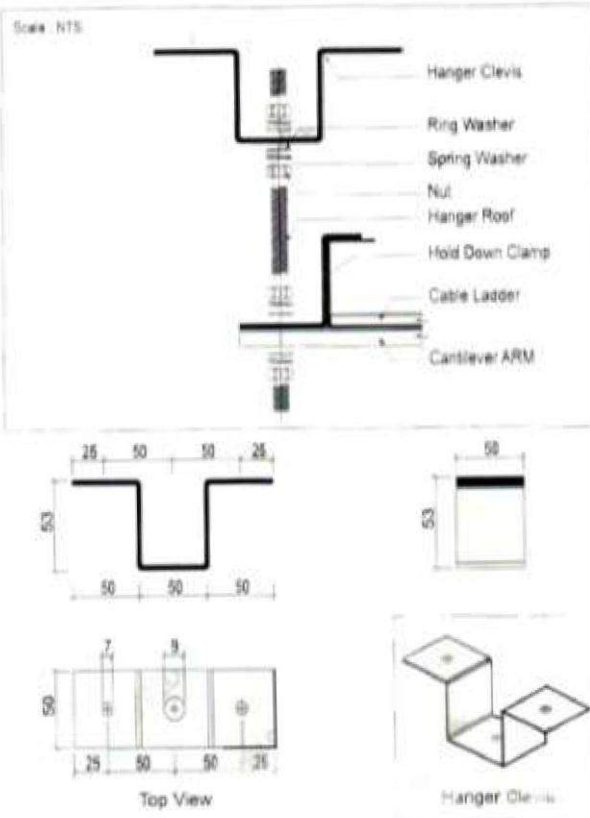 Scale : NTS
Hanger Clevis
Ring Washer
Spring Washer
Nut
Hanger Roof
Hold Down Clamp
Cable Ladder
Cantilever ARM
25 50 50 25
53
50 50 50
50
53
7 9
50
25 50 50 25
Top View
Hanger